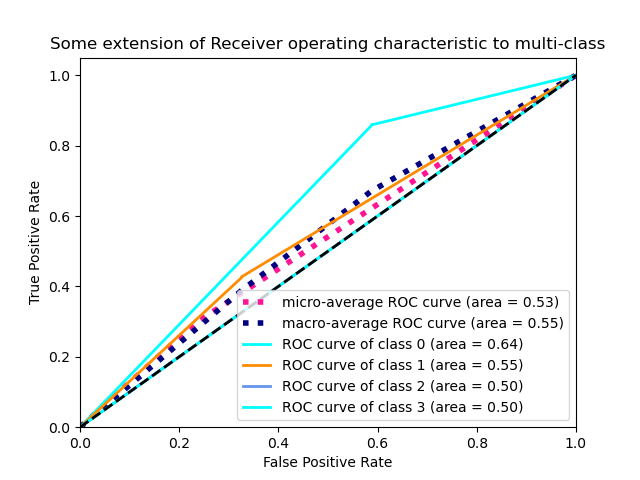 Some extension of Receiver operating characteristic to multi-class
1.0
0.8
0.6
0.4
0.2
0.0
True Positive Rate
micro-average ROC curve (area = 0.53)
macro-average ROC curve (area = 0.55)
ROC curve of class 0 (area = 0.64)
ROC curve of class 1 (area = 0.55)
ROC curve of class 2 (area = 0.50)
ROC curve of class 3 (area = 0.50)
0.0 0.2 0.4 0.6 0.8 1.0
False Positive Rate